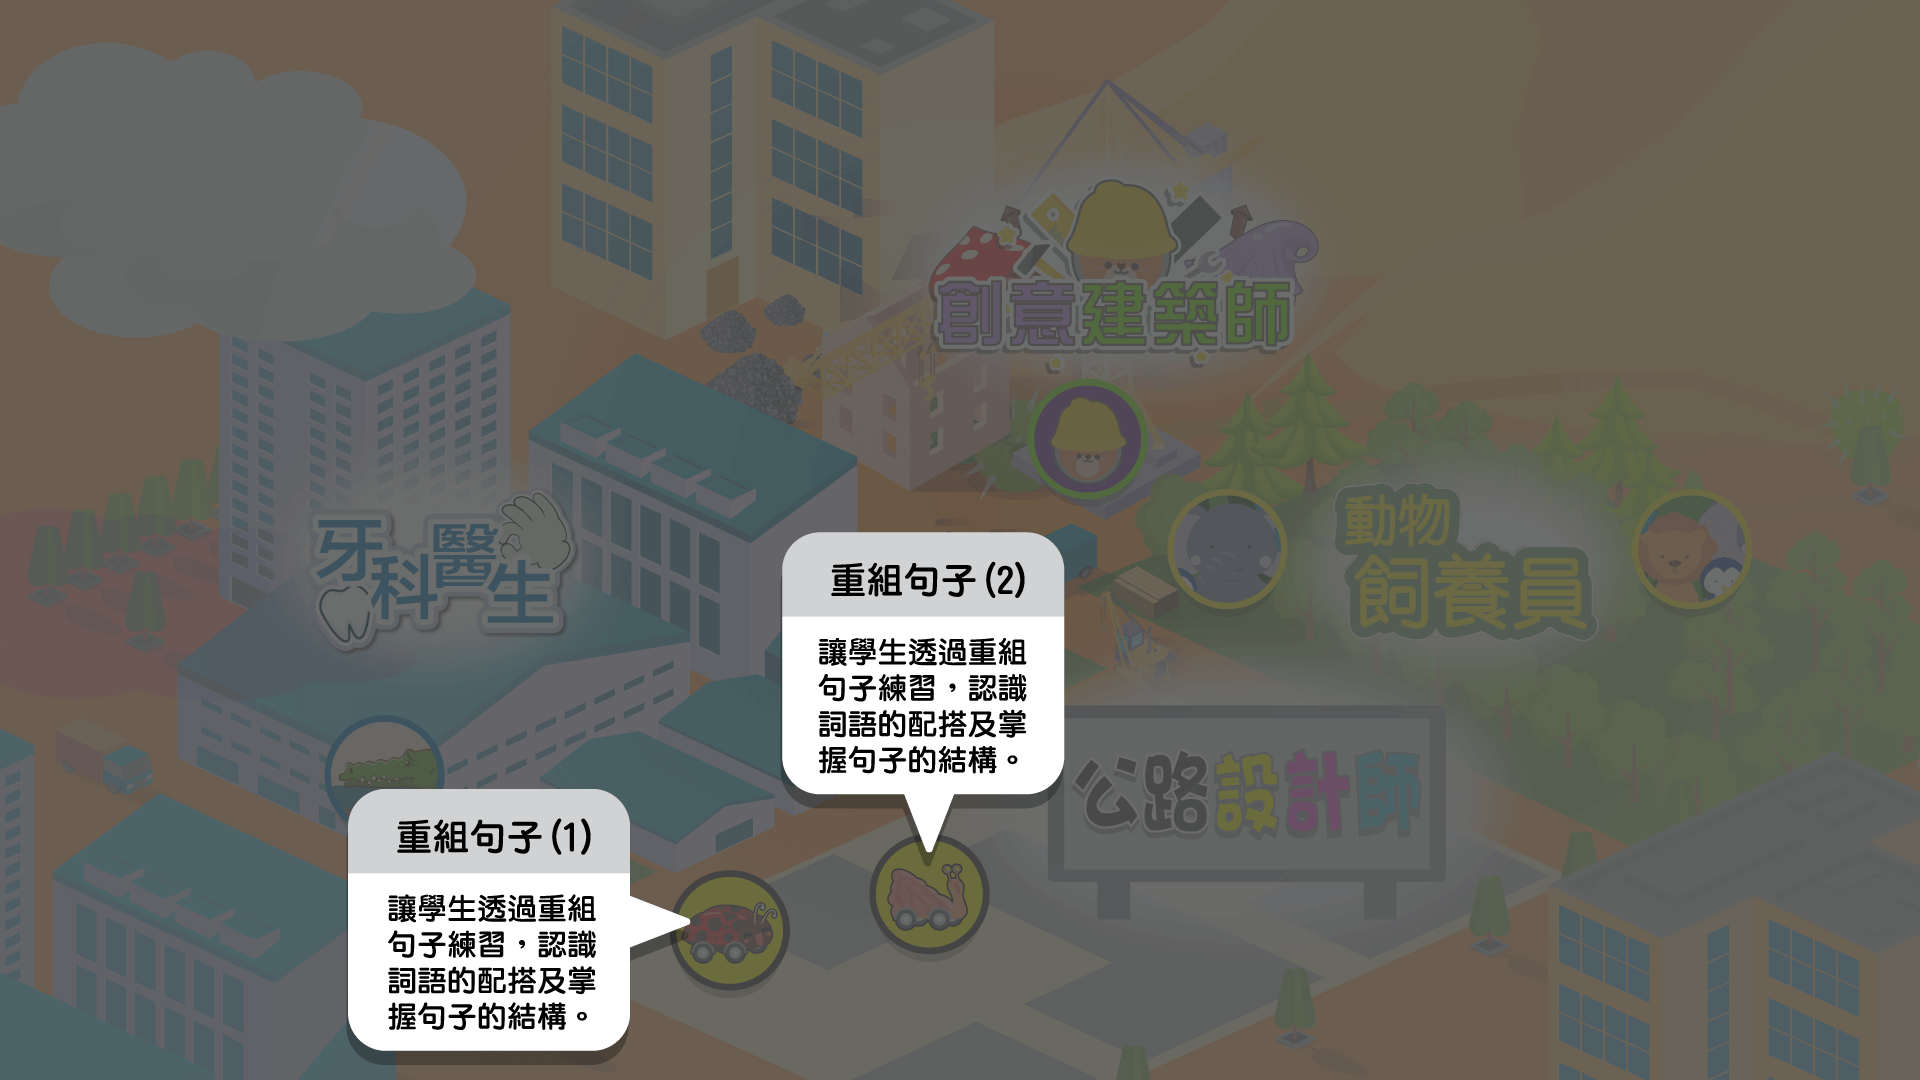 創意建築師
牙科醫生
動物
飼養員
重組句子(2)
讓學生透過重組
句子練習，認識
詞語的配搭及掌
握句子的結構。
公路設計師
重組句子(1)
讓學生透過重組
句子練習，認識
詞語的配搭及掌
握句子的結構。